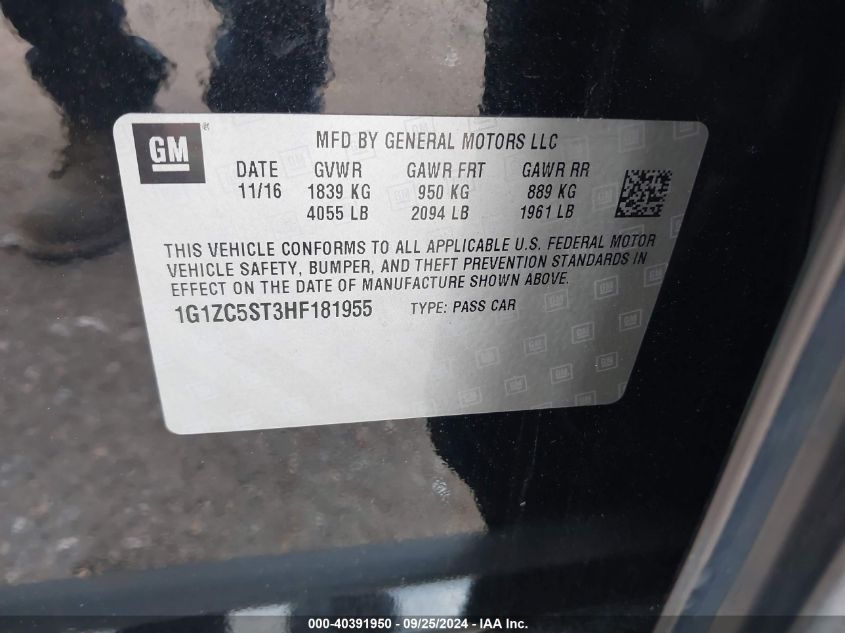 GM
MFD BY GENERAL MOTORS LLC
DATE GVWR GAWR FRT GAWR RR
11/16 1839 KG 950 KG 889 KG
4055 LB 2094 LB 1961 LB
THIS VEHICLE CONFORMS TO ALL APPLICABLE U.S. FEDERAL MOTOR
VEHICLE SAFETY, BUMPER, AND THEFT PREVENTION STANDARDS IN
EFFECT ON THE DATE OF MANUFACTURE SHOWN ABOVE.
1G1ZC5ST3HF181955 TYPE: PASS CAR
000-40391950 - 09/25/2024 - IAA Inc.